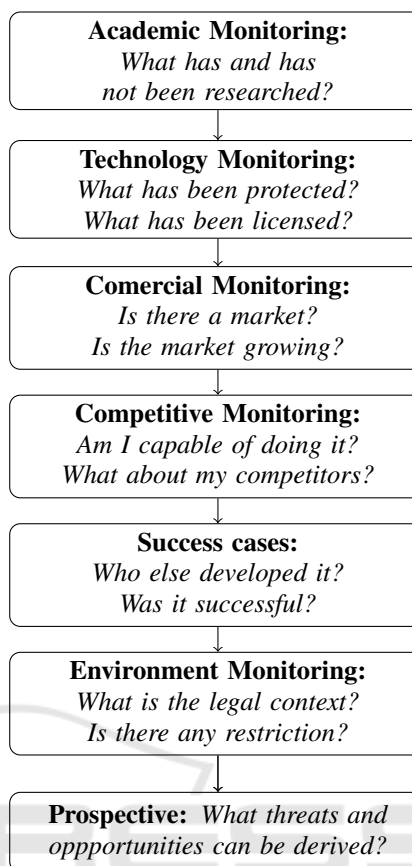 Academic Monitoring:
What has and has
not been researched?
Technology Monitoring:
What has been protected?
What has been licensed?
Comercial Monitoring:
Is there a market?
Is the market growing?
Competitive Monitoring:
Am I capable of doing it?
What about my competitors?
Success cases:
Who else developed it?
Was it successful?
Environment Monitoring:
What is the legal context?
Is there any restriction?
Prospective: What threats and
oppportunities can be derived?